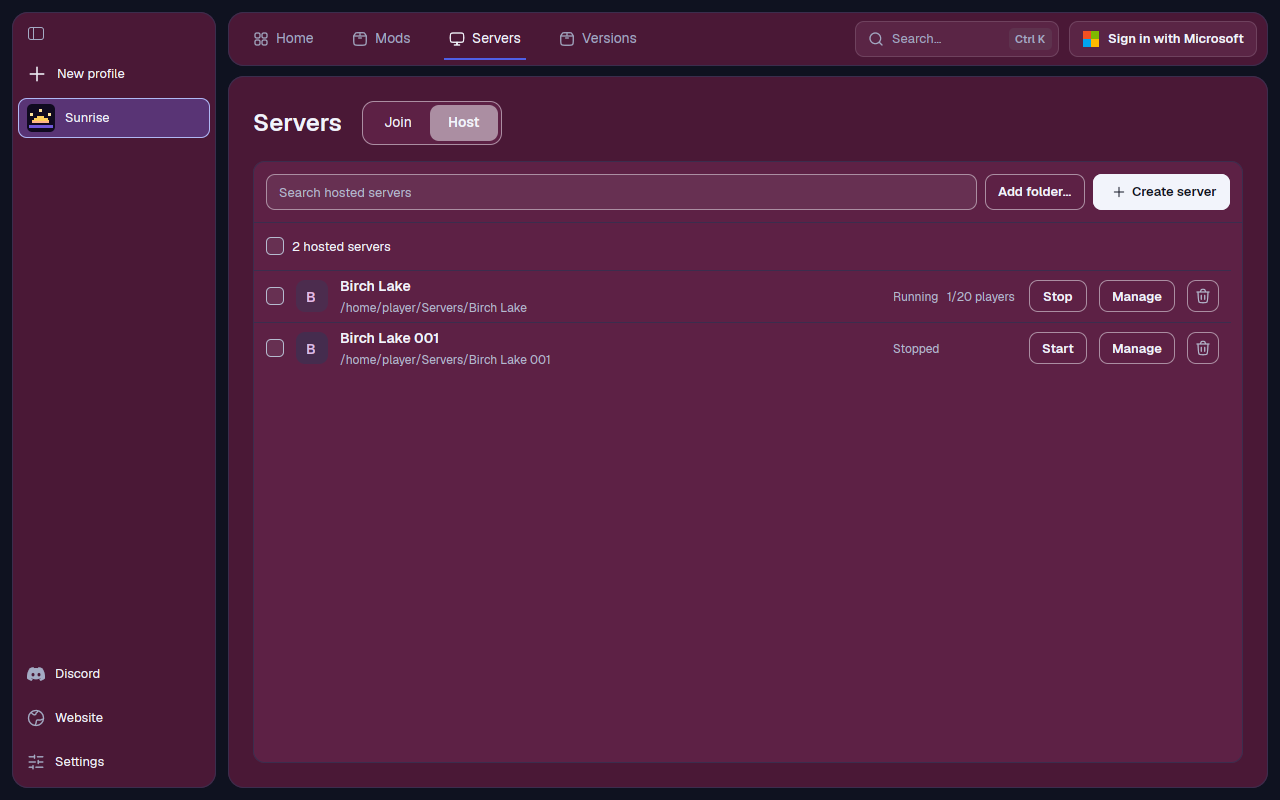 New profile
Sunrise
Discord
Website
Settings
Home
Mods
Servers
Versions
Search...
Ctrl K
Sign in with Microsoft
Servers
Join
Host
Search hosted servers
Add folder...
Create server
2 hosted servers
B
Birch Lake
/home/player/Servers/Birch Lake
Running 1/20 players
Stop
Manage
B
Birch Lake 001
/home/player/Servers/Birch Lake 001
Stopped
Start
Manage